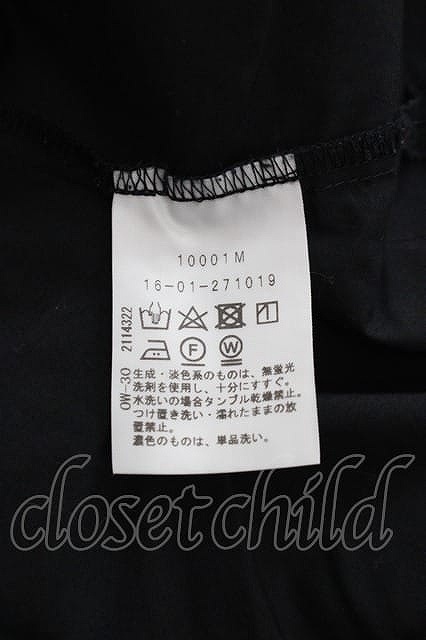 10001M
16-01-271019
2114322
0W-3.0
生成・淡色系のものは、無蛍光
洗剤を使用し、十分にすすぐ。
水洗いの場合タンブル乾燥禁止。
つけ置き洗い・濡れたままの放
置禁止。
濃色のものは、単品洗い。
closetchild